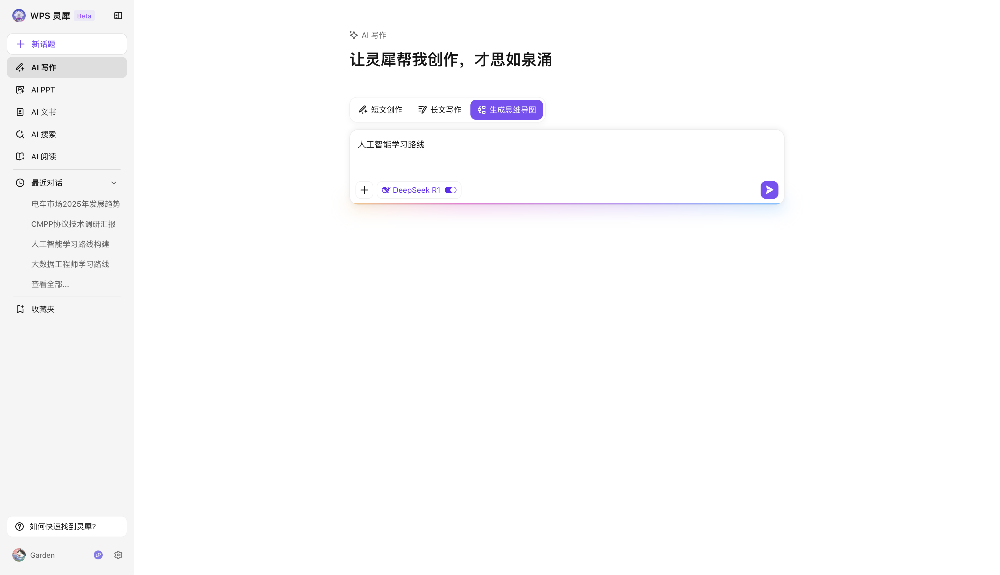 WPS 灵犀 Beta
新话题
AI 写作
AI PPT
AI 文书
AI 搜索
AI 阅读
最近对话
电车市场2025年发展趋势
CMPP协议技术调研汇报
人工智能学习路线构建
大数据工程师学习路线
查看全部...
收藏夹
如何快速找到灵犀?
Garden
AI 写作
让灵犀帮我创作，才思如泉涌
短文创作 长文写作 生成思维导图
人工智能学习路线
DeepSeek R1